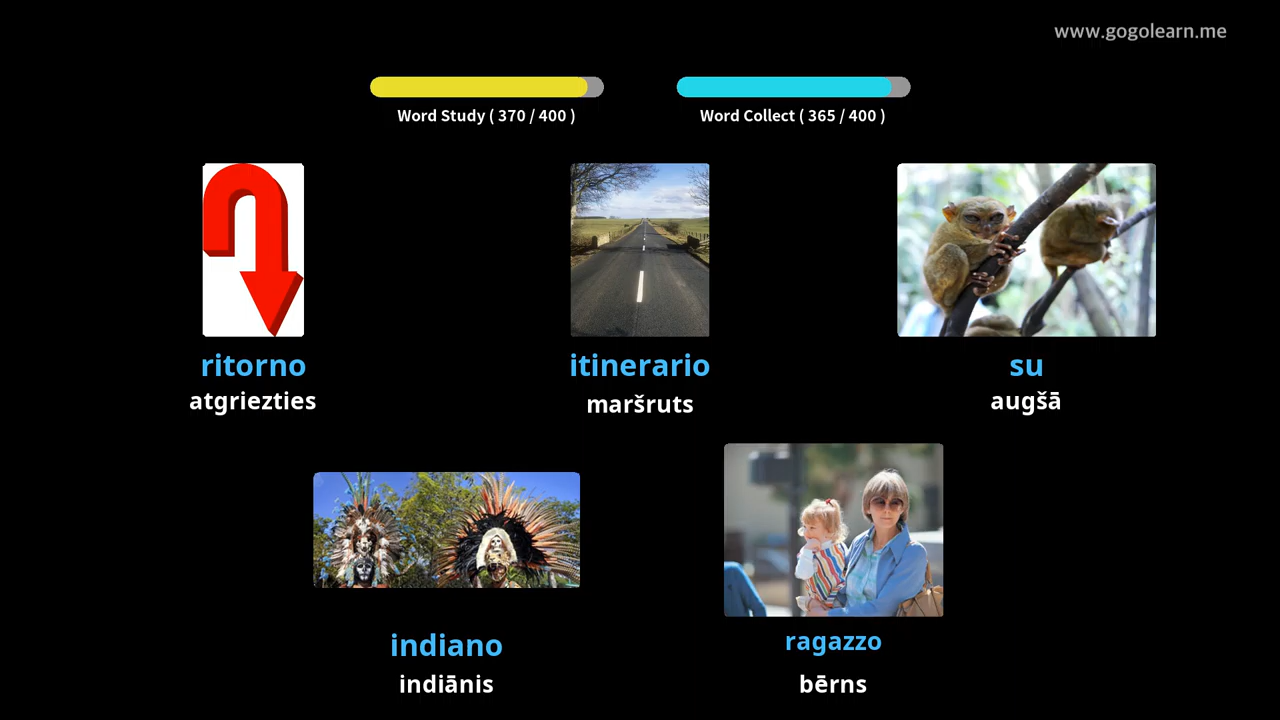 www.gogolearn.me
Word Study ( 370 / 400 )
Word Collect ( 365 / 400 )
ritorno
atgriezties
itinerario
maršruts
su
augšā
indiano
indiānis
ragazzo
bērns